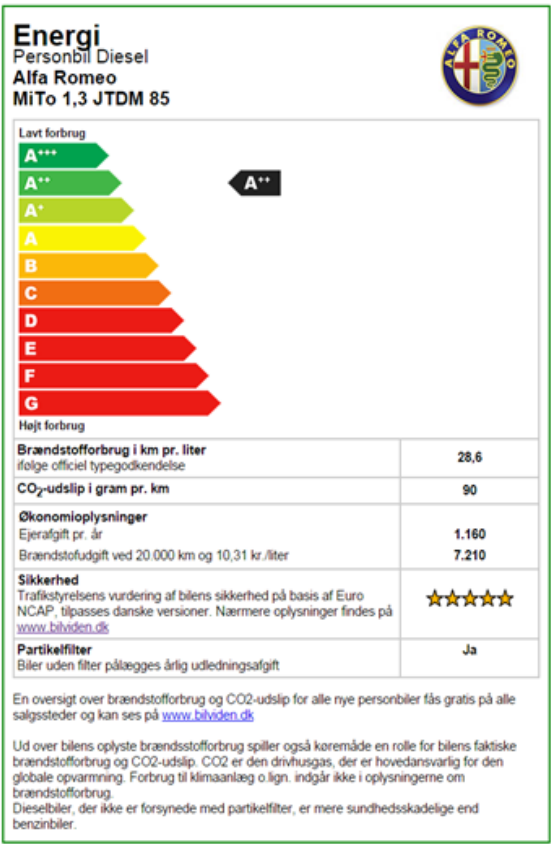 Energi
Personbil Diesel
Alfa Romeo
MiTo 1,3 JTDM 85
ALFA ROMEO
Lavt forbrug
A+++
A++
A++
A+
A
B
C
D
E
F
G
Højt forbrug
Brændstofforbrug i km pr. liter
ifølge officiel typegodkendelse
28,6
CO2-udslip i gram pr. km
90
Økonomioplysninger
Ejerafgift pr. år
1.160
Brændstofudgift ved 20.000 km og 10,31 kr./liter
7.210
Sikkerhed
Trafikstyrelsens vurdering af bilens sikkerhed på basis af Euro
NCAP, tilpasses danske versioner. Nærmere oplysninger findes på
www.bilviden.dk
Partikelfilter
Ja
Biler uden filter pålægges årlig udledningsafgift
En oversigt over brændstofforbrug og CO2-udslip for alle nye personbiler fås gratis på alle
salgssteder og kan ses på www.bilviden.dk
Ud over bilens oplyste brændsstofforbrug spiller også køremåde en rolle for bilens faktiske
brændstofforbrug og CO2-udslip. CO2 er den drivhusgas, der er hovedansvarlig for den
globale opvarmning. Forbrug til klimaanlæg o.lign. indgår ikke i oplysningerne om
brændstofforbrug.
Dieselbiler, der ikke er forsynede med partikelfilter, er mere sundhedsskadelige end
benzinbiler.